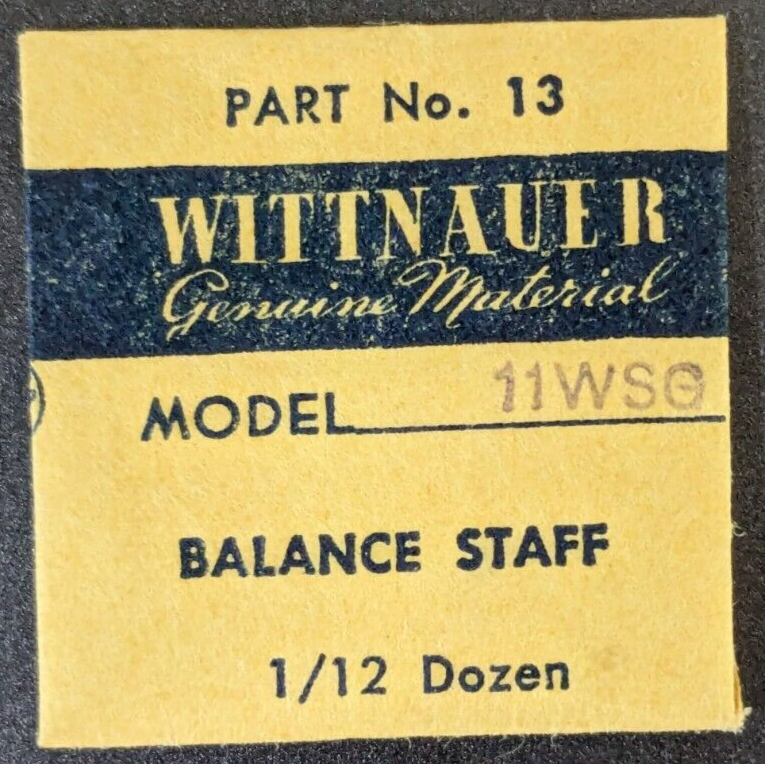 PART No. 13
WITTNAUER
Genuine Material
MODEL 11WSG
BALANCE STAFF
1/12 Dozen